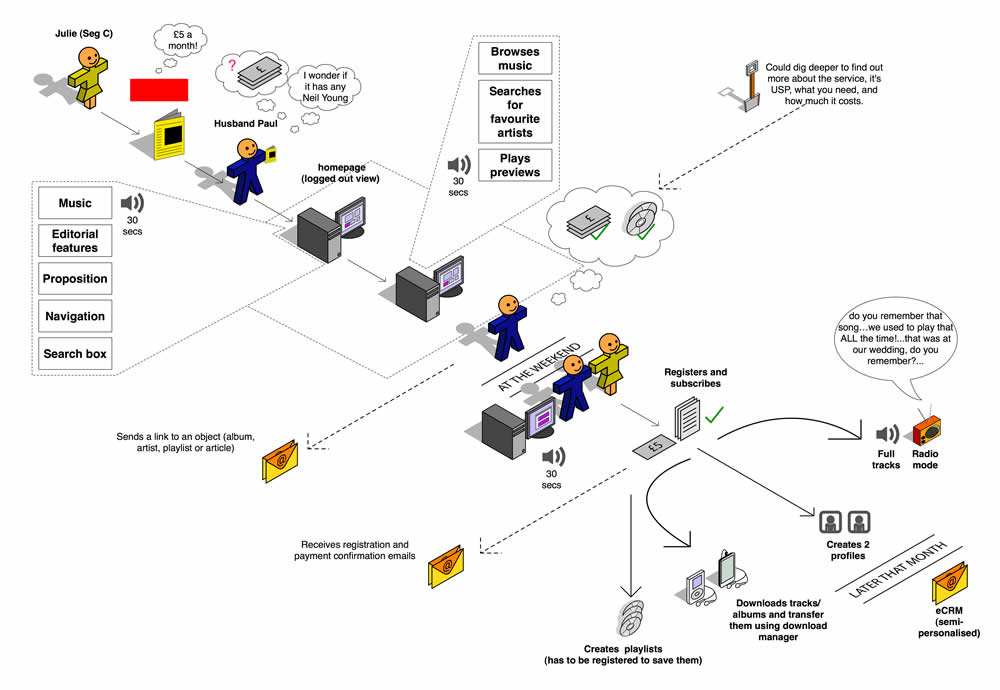 Julie (Seg C)
£5 a
month!
?
£
I wonder if
it has any
Neil Young
Husband Paul
homepage
(logged out view)
Browses
music
Searches for
favourite
artists
Plays
previews
30
secs
Could dig deeper to find out
more about the service, it's
USP, what you need, and
how much it costs.
Music
30
secs
Editorial
features
Proposition
Navigation
Search box
£
AT THE WEEKEND
Registers and
subscribes
£5
30
secs
do you remember that
song…we used to play that
ALL the time!...that was at
our wedding, do you
remember?...
Full
tracks
Radio
mode
Sends a link to an object (album,
artist, playlist or article)
@
Receives registration and
payment confirmation emails
@
Creates 2
profiles
LATER THAT MONTH
@
eCRM
(semi-
personalised)
Downloads tracks/
albums and transfer
them using download
manager
Creates playlists
(has to be registered to save them)